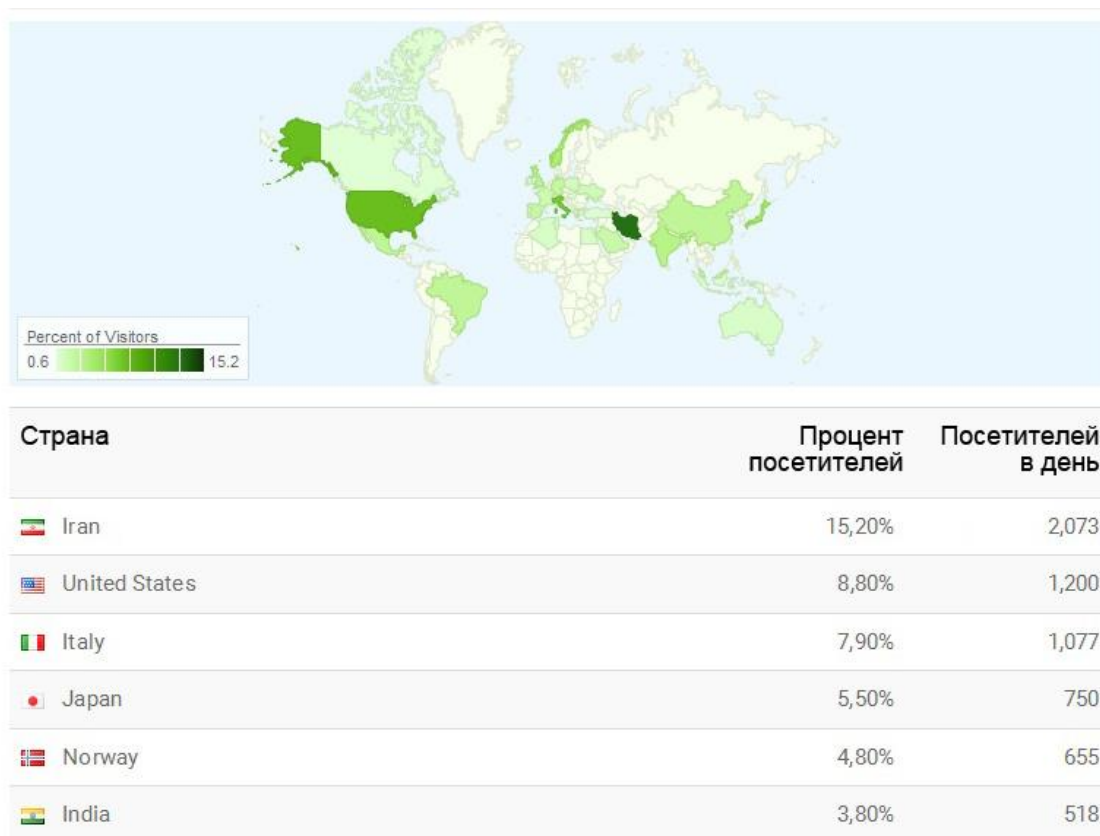 Percent of Visitors
0.6 15.2
Страна Процент посетителей Посетителей в день
Iran 15,20% 2,073
United States 8,80% 1,200
Italy 7,90% 1,077
Japan 5,50% 750
Norway 4,80% 655
India 3,80% 518